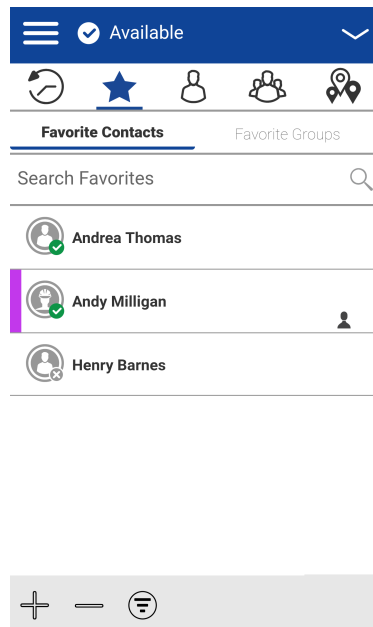 Available
Favorite Contacts
Favorite Groups
Search Favorites
Andrea Thomas
Andy Milligan
Henry Barnes